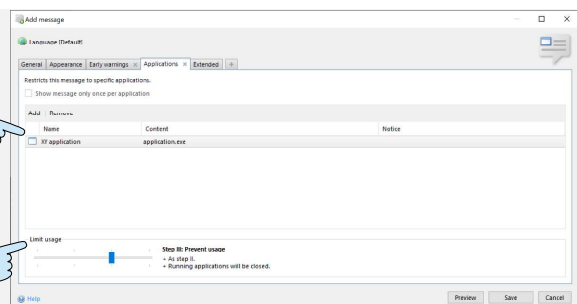 Add message
Language [Default]
General Appearance Early warnings × Applications × Extended +
Restricts this message to specific applications.
Show message only once per application
Add | Remove
Name Content Notice
XY application application.exe
Limit usage
Step III: Prevent usage
+ As step II.
+ Running applications will be closed.
Help Preview Save Cancel